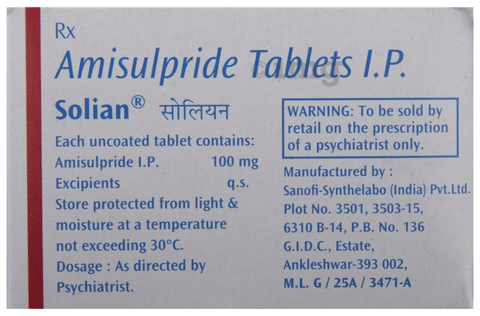 Rx
Amisulpride Tablets I.P.
Solian® सोलियन
Each uncoated tablet contains:
Amisulpride I.P. 100 mg
Excipients q.s.
Store protected from light &
moisture at a temperature
not exceeding 30°C.
Dosage : As directed by
Psychiatrist.
WARNING: To be sold by
retail on the prescription
of a psychiatrist only.
Manufactured by :
Sanofi-Synthelabo (India) Pvt.Ltd.
Plot No. 3501, 3503-15,
6310 B-14, P.B. No. 136
G.I.D.C., Estate,
Ankleshwar-393 002,
M.L. G / 25A / 3471-A